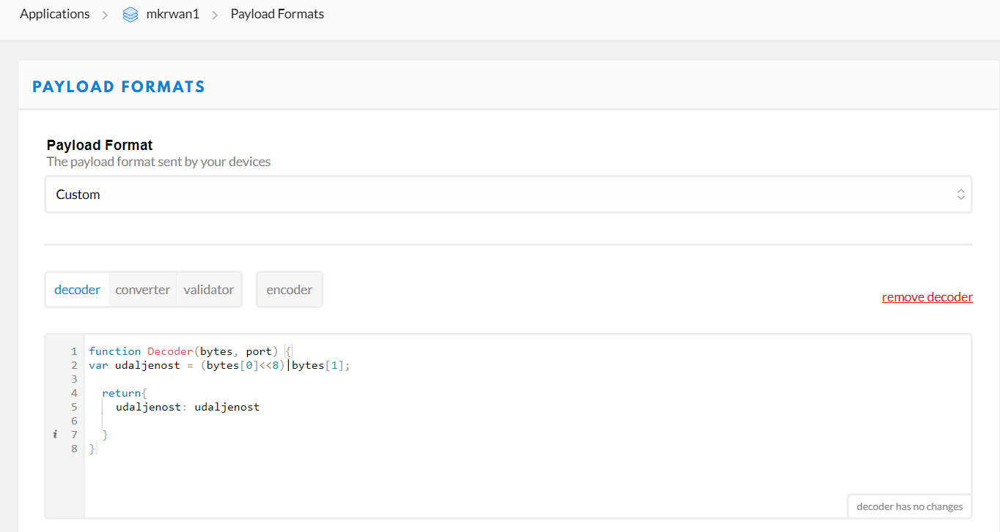 Applications > mkrwan1 > Payload Formats
PAYLOAD FORMATS
Payload Format
The payload format sent by your devices
Custom
decoder converter validator encoder
remove decoder
1 function Decoder(bytes, port) {
2 var udaljenost = (bytes[0]<<8)|bytes[1];
3
4   return{
5     udaljenost: udaljenost
6
i 7   }
8 }
decoder has no changes